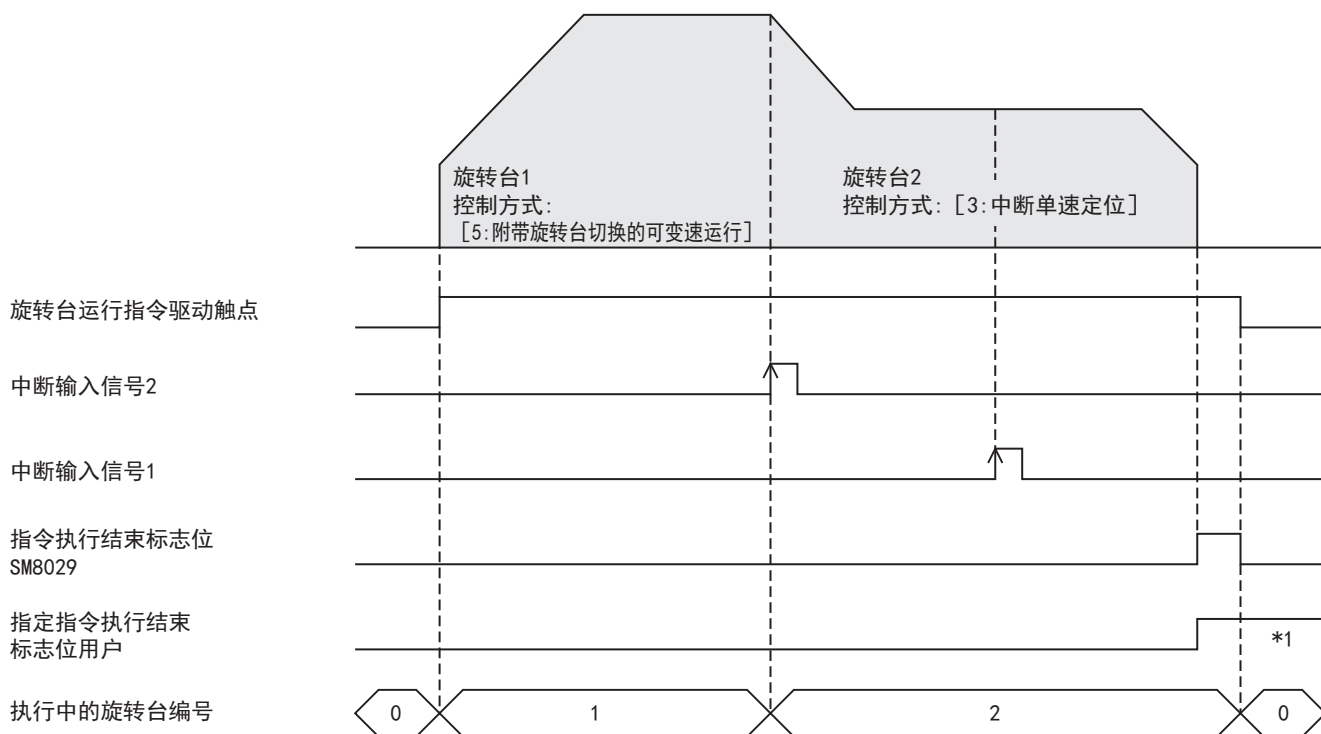 旋转台1
控制方式:
[5:附带旋转台切换的可变速运行]
旋转台2
控制方式: [3:中断单速定位]
旋转台运行指令驱动触点
中断输入信号2
中断输入信号1
指令执行结束标志位
SM8029
指定指令执行结束
标志位用户
*1
执行中的旋转台编号
0
1
2
0